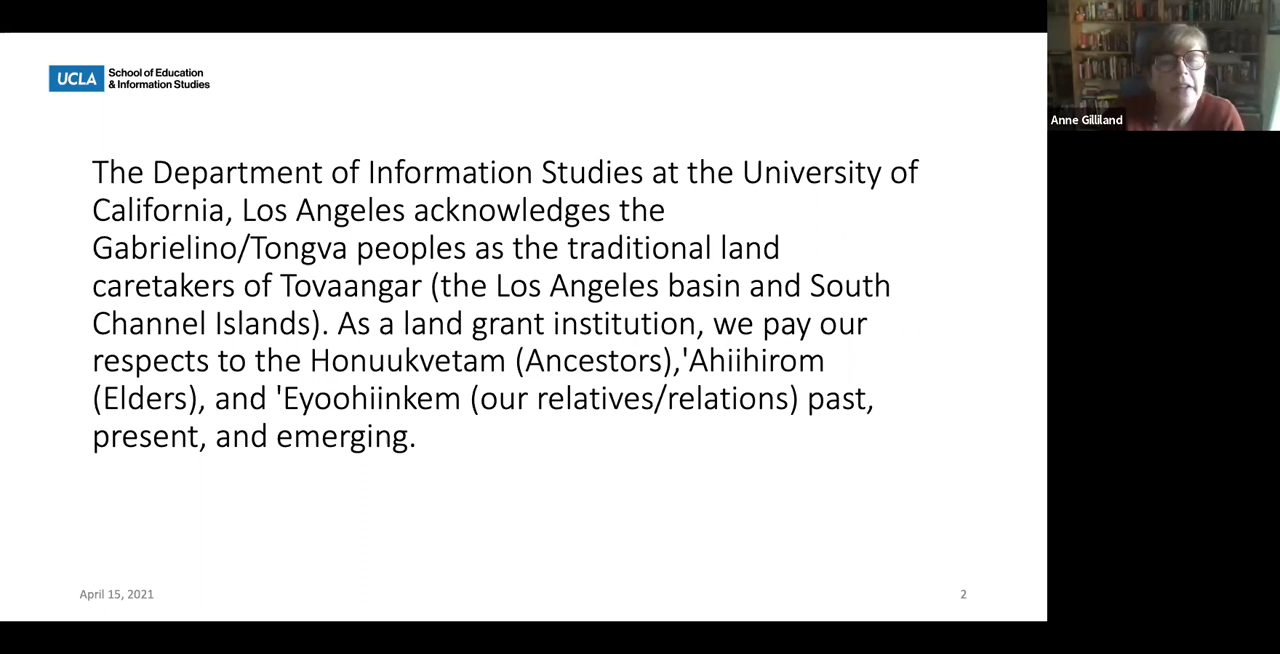 UCLA School of Education
& Information Studies
Anne Gilliland
The Department of Information Studies at the University of
California, Los Angeles acknowledges the
Gabrielino/Tongva peoples as the traditional land
caretakers of Tovaangar (the Los Angeles basin and South
Channel Islands). As a land grant institution, we pay our
respects to the Honuukvetam (Ancestors),'Ahiihirom
(Elders), and 'Eyoohiinkem (our relatives/relations) past,
present, and emerging.
April 15, 2021
2